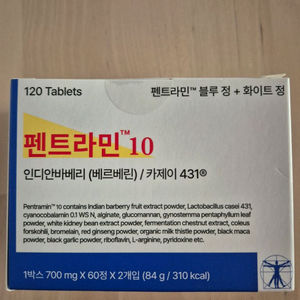 120 Tablets
펜트라민™ 블루 정 + 화이트 정
펜트라민™ 10
인디안바베리 (베르베린) / 카제이 431®
Pentramin™ 10 contains Indian barberry fruit extract powder, Lactobacillus casei 431,
cyanocobalamin 0.1 WS N, alginate, glucomannan, gynostemma pentaphyllum leaf
powder, white kidney bean extract powder, fermentation chestnut extract, coleus
forskohlii, bromelain, red ginseng powder, organic milk thistle powder, black maca
powder, black garlic powder, riboflavin, L-arginine, pyridoxine etc.
1박스 700 mg X 60정 X 2개입 (84 g / 310 kcal)